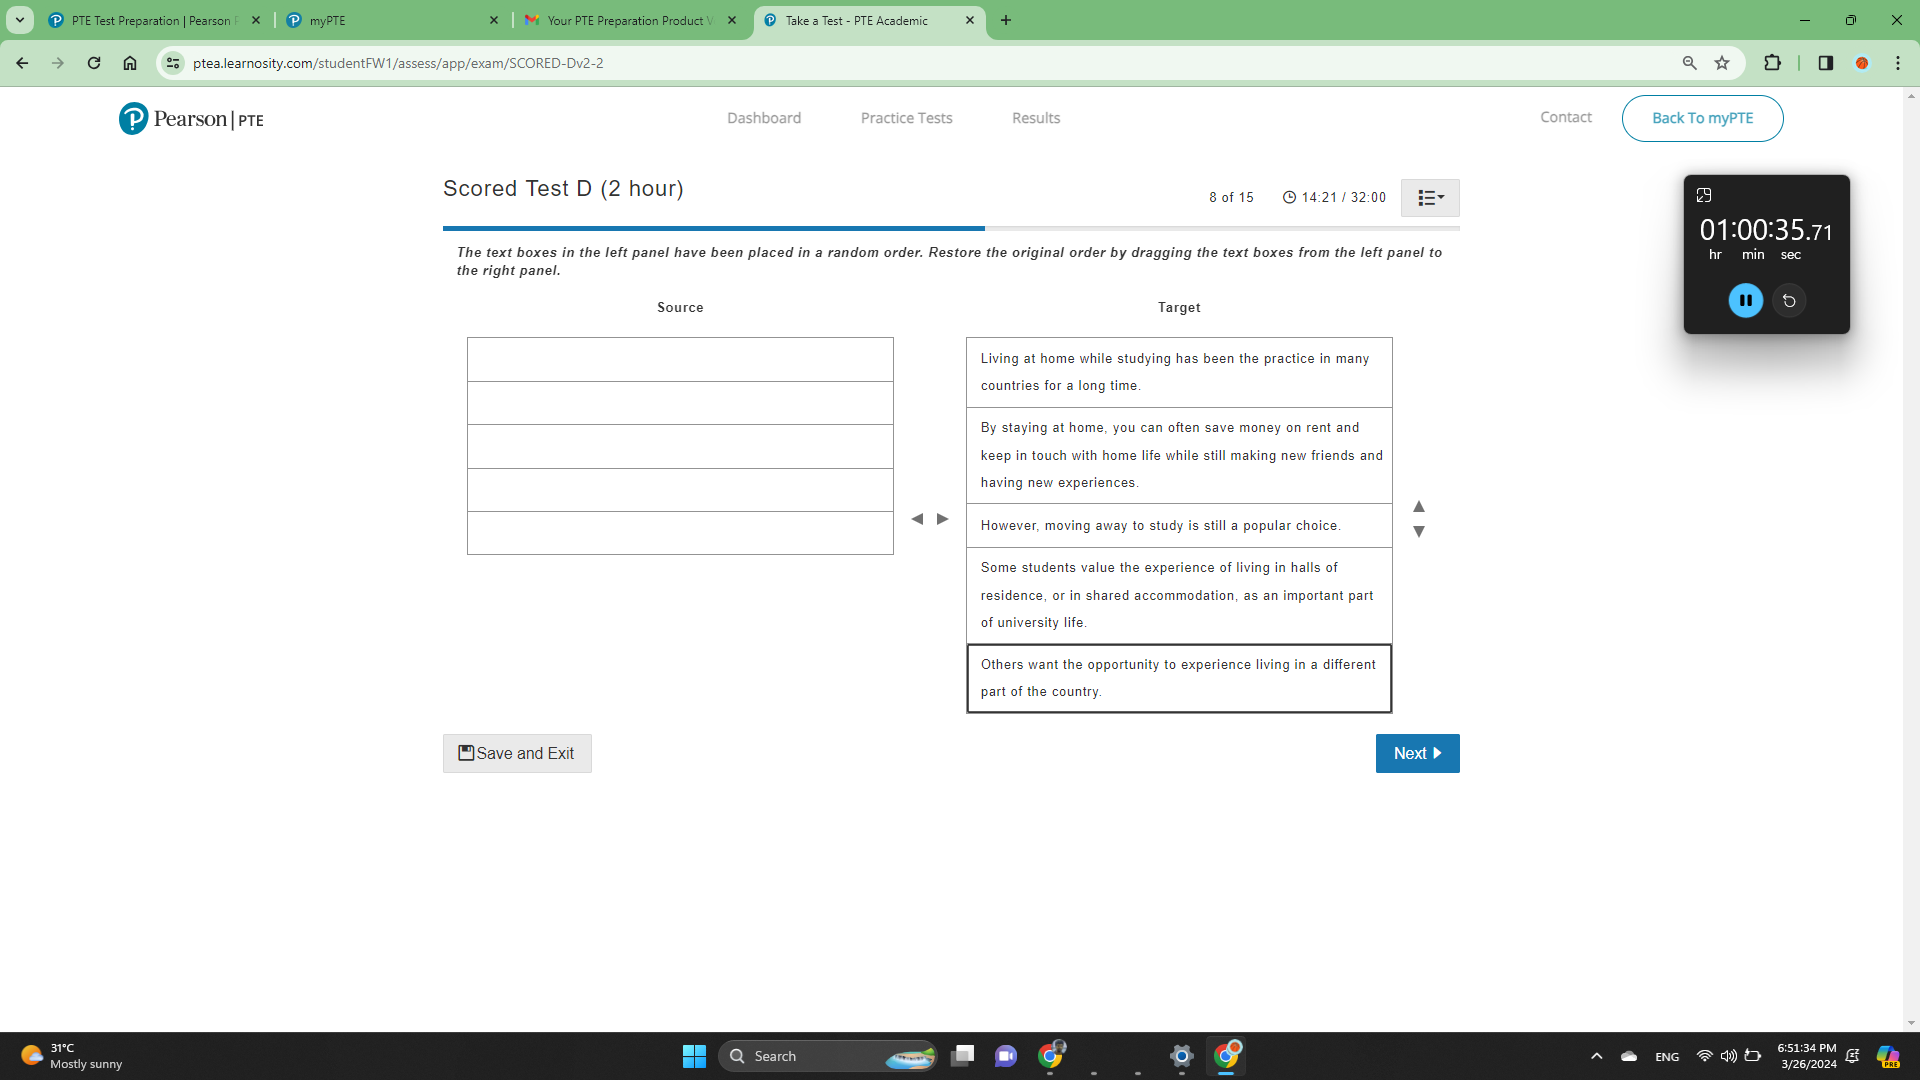 PTE Test Preparation | Pearson P
myPTE
Your PTE Preparation Product V
Take a Test - PTE Academic
ptea.learnosity.com/studentFW1/assess/app/exam/SCORED-Dv2-2
Pearson | PTE
Dashboard
Practice Tests
Results
Contact
Back To myPTE
Scored Test D (2 hour)
8 of 15
14:21 / 32:00
01:00:35.71
hr min sec
The text boxes in the left panel have been placed in a random order. Restore the original order by dragging the text boxes from the left panel to
the right panel.
Source
Target
Living at home while studying has been the practice in many
countries for a long time.
By staying at home, you can often save money on rent and
keep in touch with home life while still making new friends and
having new experiences.
However, moving away to study is still a popular choice.
Some students value the experience of living in halls of
residence, or in shared accommodation, as an important part
of university life.
Others want the opportunity to experience living in a different
part of the country.
Save and Exit
Next
31°C
Mostly sunny
Search
ENG
6:51:34 PM
3/26/2024
PRE